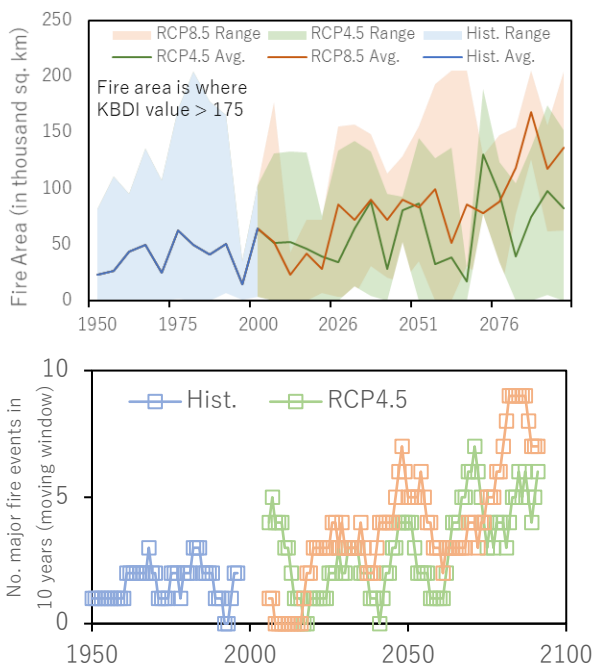 250
200
150
100
50
0
Fire Area (in thousand sq. km)
RCP8.5 Range RCP4.5 Range Hist. Range
RCP4.5 Avg. RCP8.5 Avg. Hist. Avg.
Fire area is where
KBDI value > 175
1950 1975 2000 2026 2051 2076
10
5
0
No. major fire events in
10 years (moving window)
Hist. RCP4.5
1950 2000 2050 2100